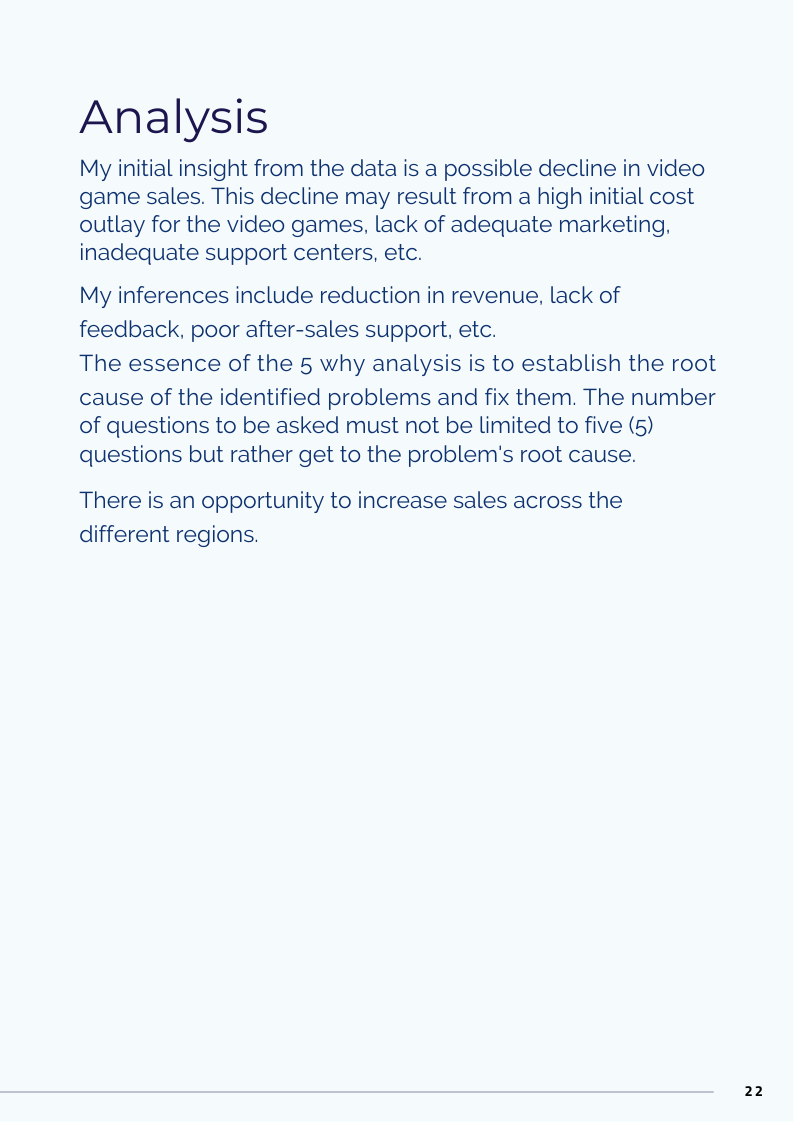 Analysis
My initial insight from the data is a possible decline in video
game sales. This decline may result from a high initial cost
outlay for the video games, lack of adequate marketing,
inadequate support centers, etc.
My inferences include reduction in revenue, lack of
feedback, poor after-sales support, etc.
The essence of the 5 why analysis is to establish the root
cause of the identified problems and fix them. The number
of questions to be asked must not be limited to five (5)
questions but rather get to the problem's root cause.
There is an opportunity to increase sales across the
different regions.
22